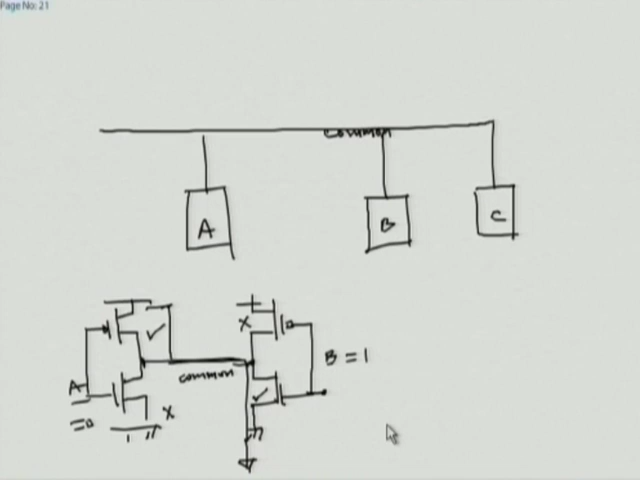 Page No: 21
common
A
B
C
X
B = 1
common
A
= 0
X